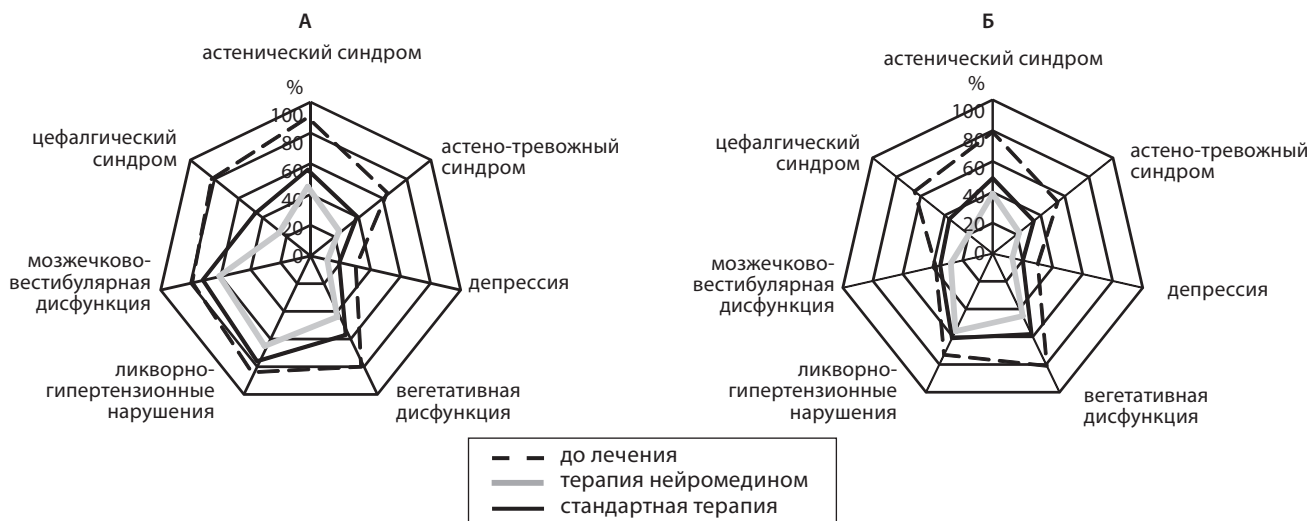 А
астенический синдром
%
100
80
60
40
20
0
астено-тревожный
синдром
депрессия
вегетативная
дисфункция
ликворно-
гипертензионные
нарушения
мозжечково-
вестибулярная
дисфункция
цефалгический
синдром
Б
астенический синдром
%
100
80
60
40
20
0
астено-тревожный
синдром
депрессия
вегетативная
дисфункция
ликворно-
гипертензионные
нарушения
мозжечково-
вестибулярная
дисфункция
цефалгический
синдром
до лечения
терапия нейромедином
стандартная терапия